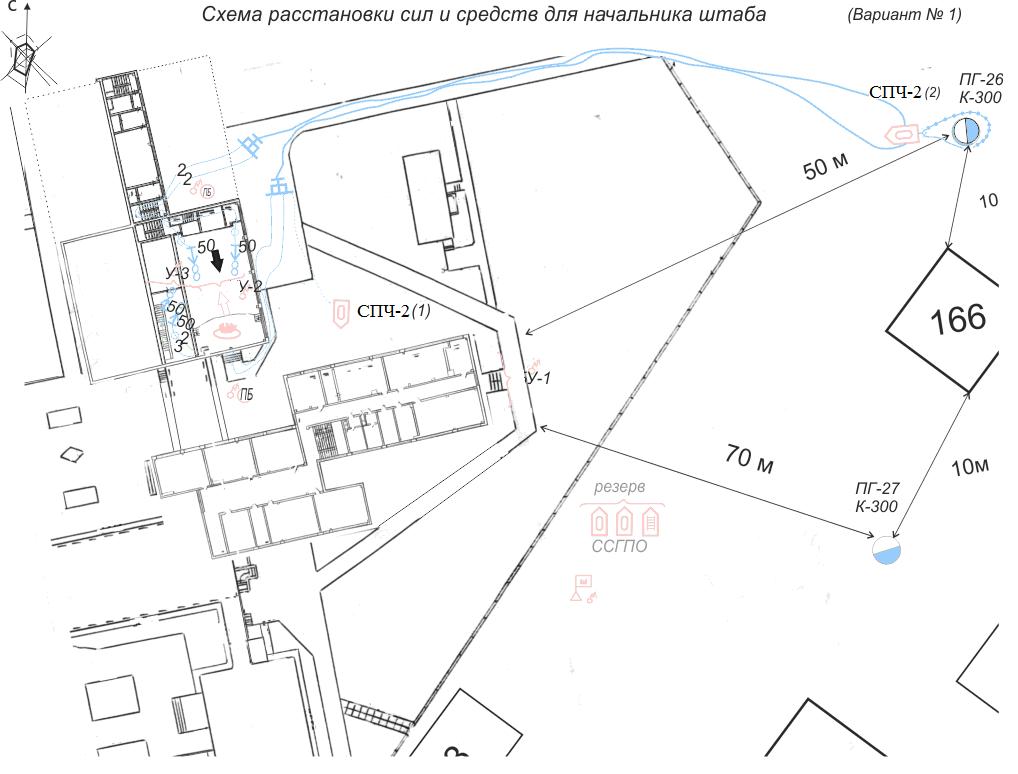 С
Схема расстановки сил и средств для начальника штаба
(Вариант № 1)
СПЧ-2 (2)
ПГ-26
К-300
50 м
10
2
2
ПБ
50
50
У-3
У-2
50
50
2
3
СПЧ-2 (1)
166
ПБ
У-1
70 м
10м
ПГ-27
К-300
резерв
ССГПО